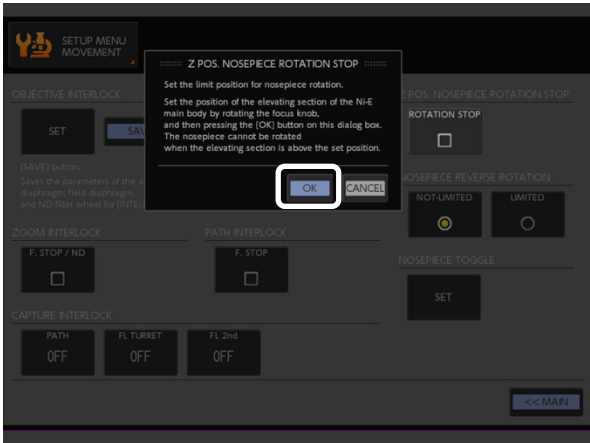 SETUP MENU
MOVEMENT
Z POS. NOSEPIECE ROTATION STOP
Set the limit position for nosepiece rotation.
Set the position of the elevating section of the Ni-E
main body by rotating the focus knob,
and then pressing the [OK] button on this dialog box.
The nosepiece cannot be rotated
when the elevating section is above the set position.
OK
CANCEL
OBJECTIVE INTERLOCK
SET
SAV
[SAVE] button:
Saves the parameters of the a
diaphragm, field diaphragm,
and ND filter wheel for [INTEL
Z POS. NOSEPIECE ROTATION STOP
ROTATION STOP
NOSEPIECE REVERSE ROTATION
NOT-LIMITED
LIMITED
ZOOM INTERLOCK
F. STOP / ND
PATH INTERLOCK
F. STOP
NOSEPIECE TOGGLE
SET
CAPTURE INTERLOCK
PATH
OFF
FL TURRET
OFF
FL 2nd
OFF
<< MAIN